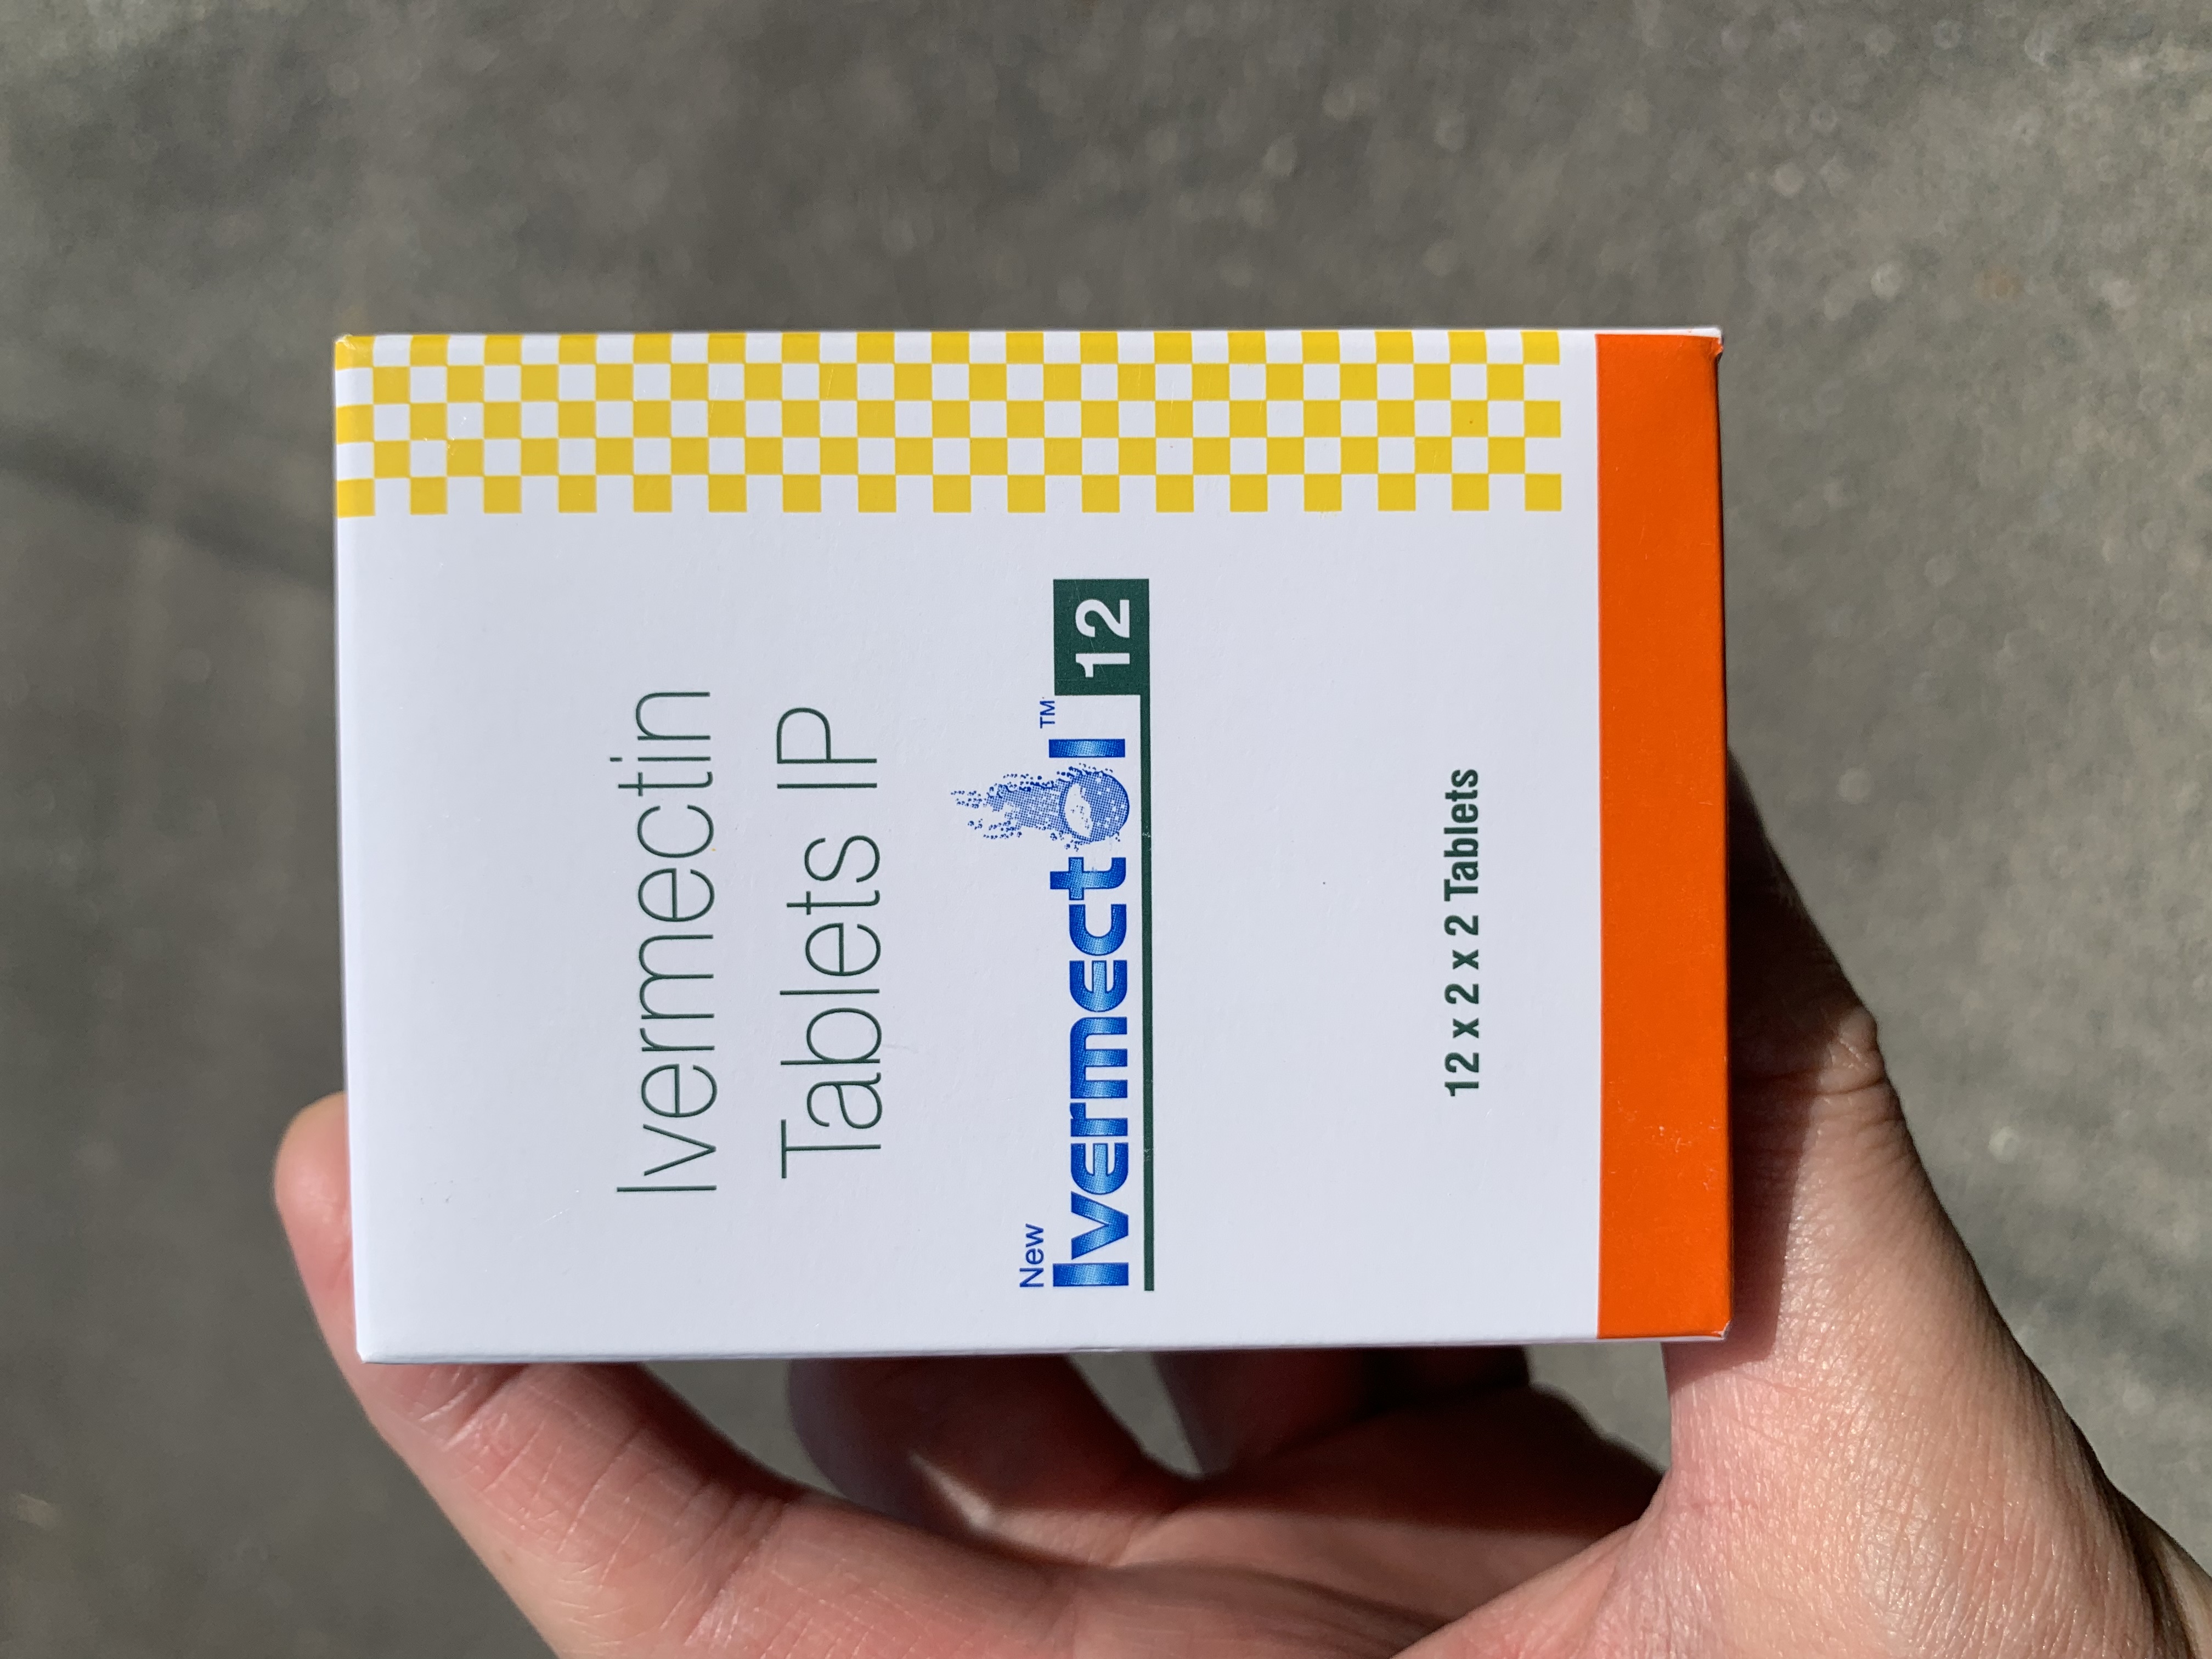 Ivermectin
Tablets IP
New
Ivermectol™ 12
12 x 2 x 2 Tablets